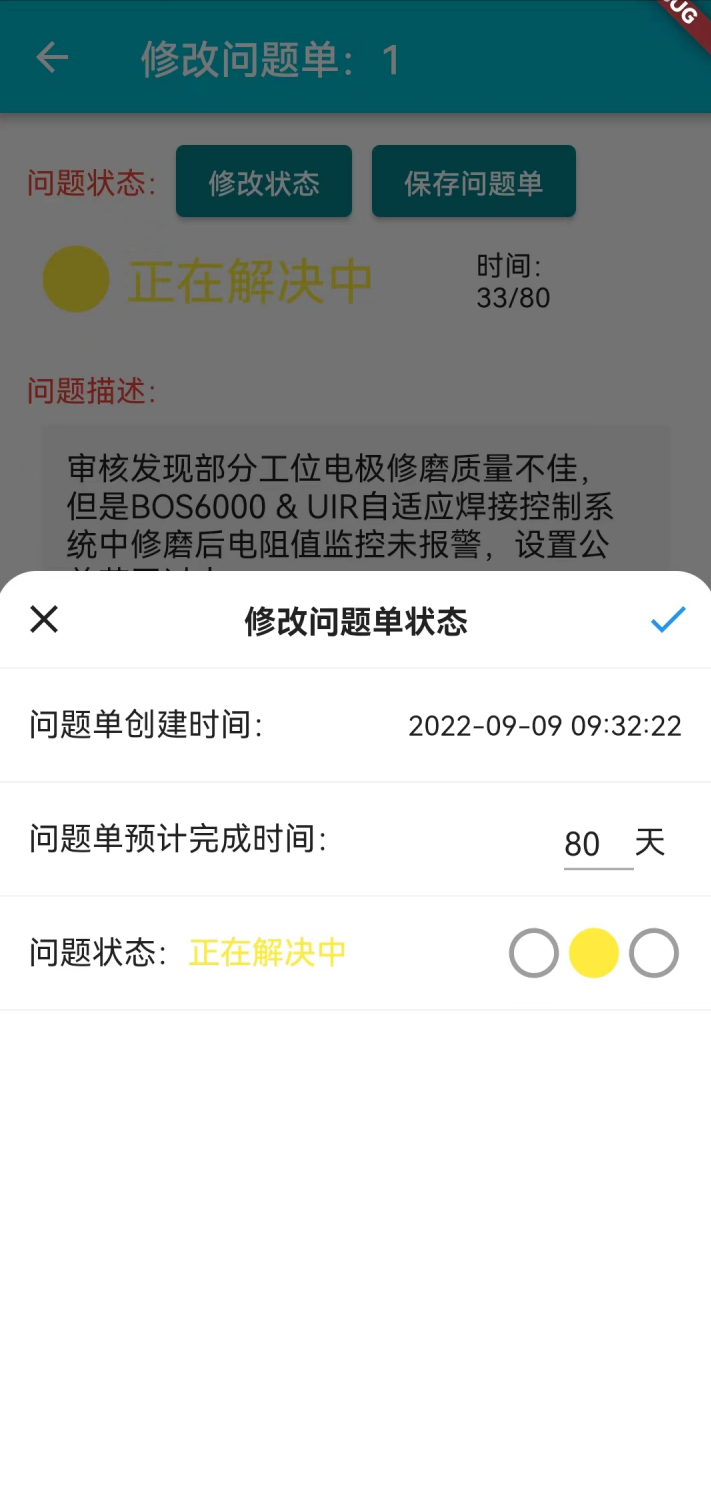 修改问题单：1
UG
问题状态：
修改状态
保存问题单
正在解决中
时间：
33/80
问题描述：
审核发现部分工位电极修磨质量不佳，
但是BOS6000 & UIR自适应焊接控制系
统中修磨后电阻值监控未报警，设置公
修改问题单状态
问题单创建时间：
2022-09-09 09:32:22
问题单预计完成时间：
80 天
问题状态：正在解决中